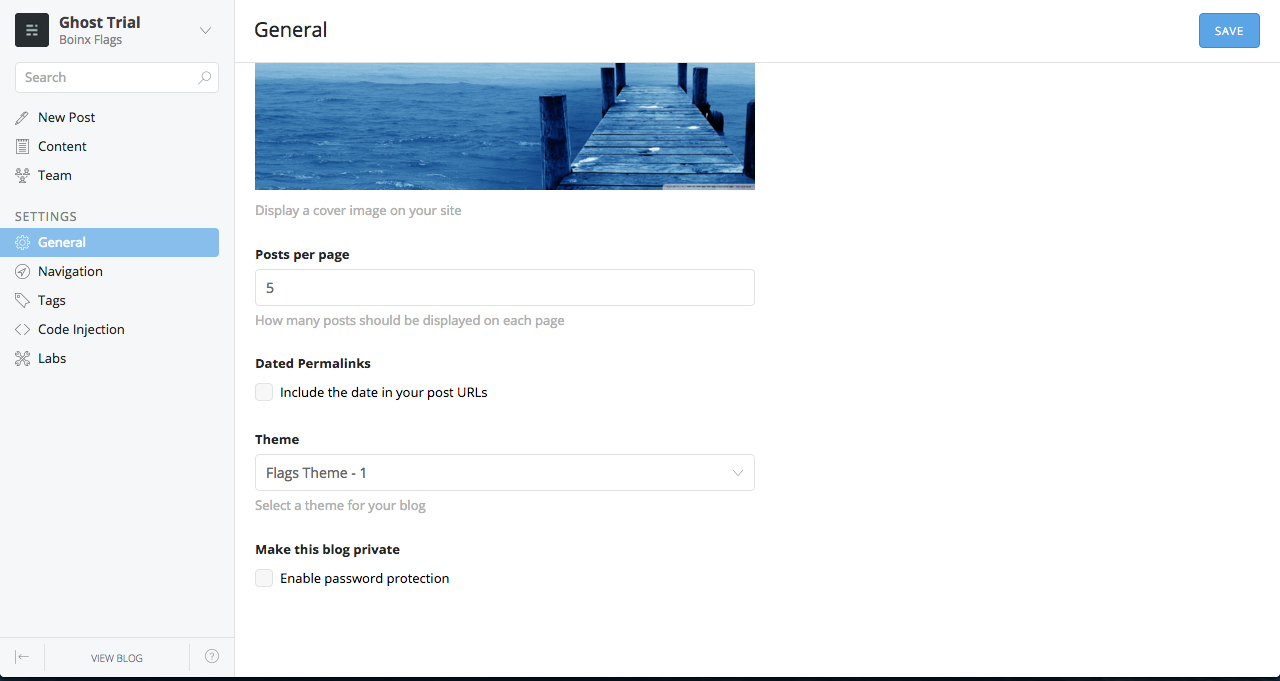 Ghost Trial
Boinx Flags
Search
New Post
Content
Team
SETTINGS
General
Navigation
Tags
Code Injection
Labs
VIEW BLOG
?
General
SAVE
Display a cover image on your site
Posts per page
5
How many posts should be displayed on each page
Dated Permalinks
Include the date in your post URLs
Theme
Flags Theme - 1
Select a theme for your blog
Make this blog private
Enable password protection